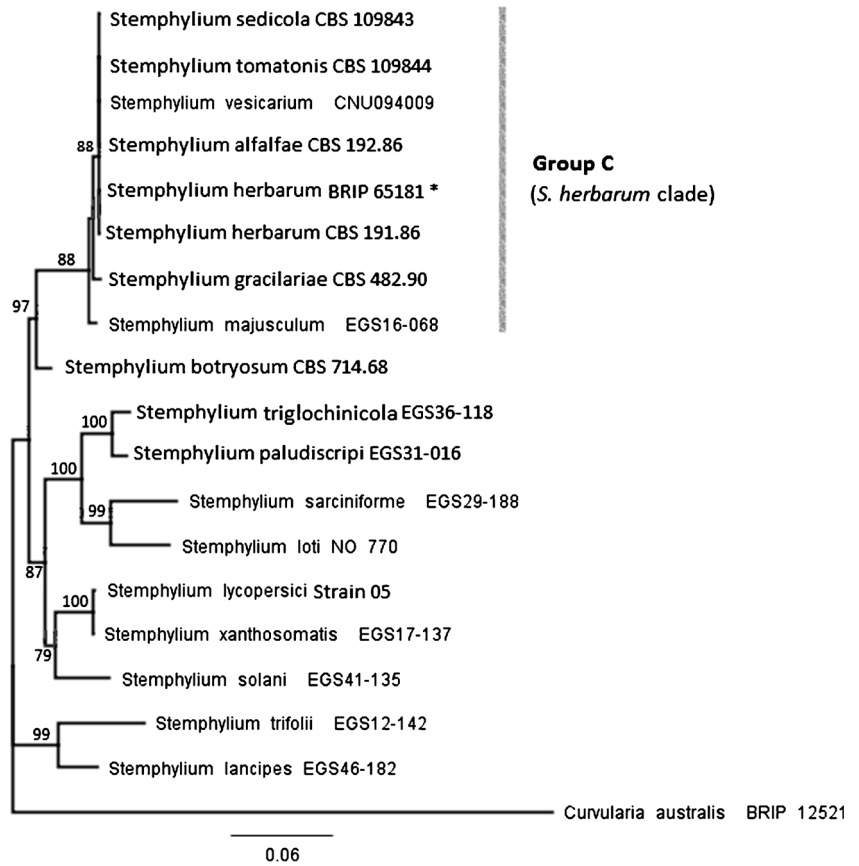 Stemphylium sedicola CBS 109843
Stemphylium tomatonis CBS 109844
Stemphylium vesicarium CNU094009
88
Stemphylium alfalfae CBS 192.86
Group C
Stemphylium herbarum BRIP 65181 *
(S. herbarum clade)
Stemphylium herbarum CBS 191.86
88
Stemphylium gracilariae CBS 482.90
97
Stemphylium majusculum EGS16-068
Stemphylium botryosum CBS 714.68
100
Stemphylium triglochinicola EGS36-118
Stemphylium paludiscripi EGS31-016
100
Stemphylium sarciniforme EGS29-188
99
Stemphylium loti NO 770
87
Stemphylium lycopersici Strain 05
100
Stemphylium xanthosomatis EGS17-137
79
Stemphylium solani EGS41-135
Stemphylium trifolii EGS12-142
99
Stemphylium lancipes EGS46-182
Curvularia australis BRIP 12521
0.06